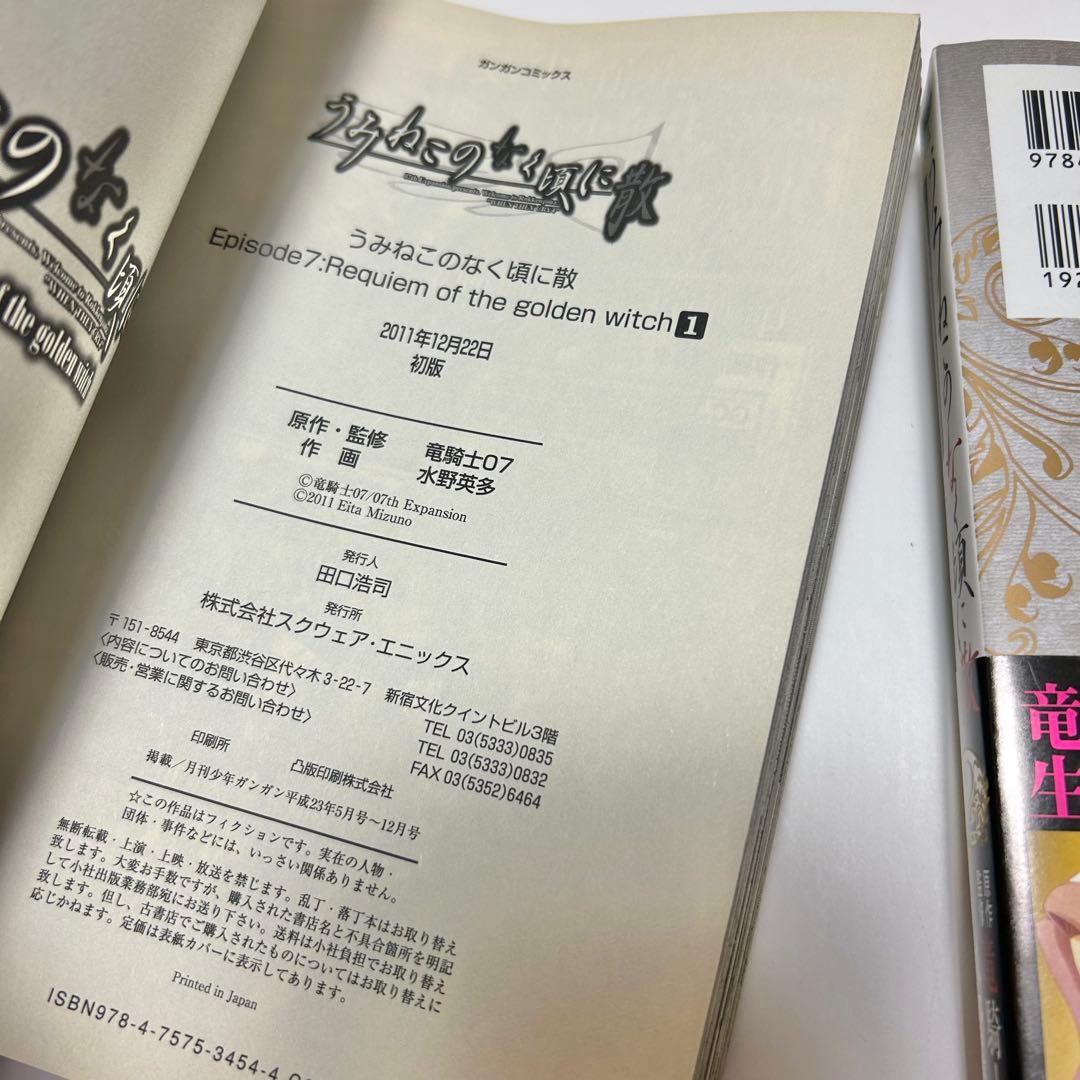 ガンガンコミックス
うみねこのなく頃に散
07th Expansion presents. Welcome to Rokkenjima.
"WHEN THEY CRY 4"
うみねこのなく頃に散
Episode7:Requiem of the golden witch1
2011年12月22日
初版
原作・監修 竜騎士07
作画 水野英多
©竜騎士07/07th Expansion
©2011 Eita Mizuno
発行人
田口浩司
発行所
株式会社スクウェア・エニックス
〒151-8544 東京都渋谷区代々木3-22-7 新宿文化クイントビル3階
〈内容についてのお問い合わせ〉 TEL 03(5333)0835
〈販売・営業に関するお問い合わせ〉 TEL 03(5333)0832
FAX 03(5352)6464
印刷所 凸版印刷株式会社
掲載/月刊少年ガンガン平成23年5月号〜12月号
☆この作品はフィクションです。実在の人物・
団体・事件などには、いっさい関係ありません。
無断転載・上演・上映・放送を禁じます。乱丁・落丁本はお取り替え
致します。大変お手数ですが、購入された書店名と不具合箇所を明記
して小社出版業務部宛にお送り下さい。送料は小社負担でお取り替え
致します。但し、古書店でご購入されたものについてはお取り替えに
応じかねます。定価は表紙カバーに表示してあります。
Printed in Japan
ISBN978-4-7575-3454-4
のなく頃
of the golden witch
978
192
竜
生